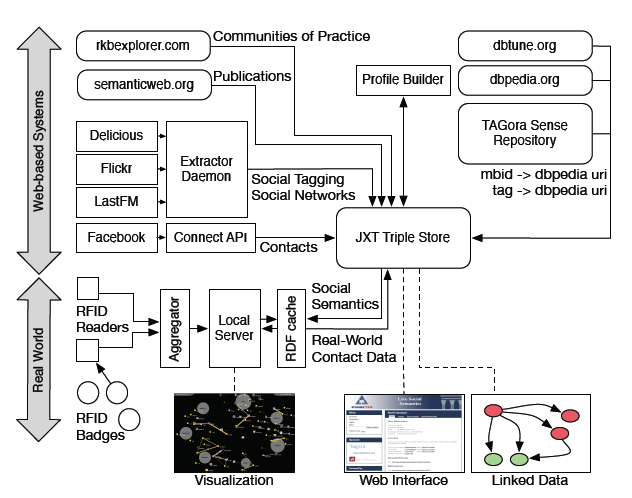 rkbexplorer.com
Communities of Practice
dbtune.org
semanticweb.org
Publications
Profile Builder
dbpedia.org
Web-based Systems
Delicious
Flickr
LastFM
Extractor
Daemon
TAGora Sense
Repository
mbid -> dbpedia uri
tag -> dbpedia uri
Social Tagging
Social Networks
Facebook
Connect API
Contacts
JXT Triple Store
Real World
RFID
Readers
Aggregator
Local
Server
RDF cache
Social
Semantics
Real-World
Contact Data
RFID
Badges
Live Social
Semantics
Visualization
Web Interface
Linked Data